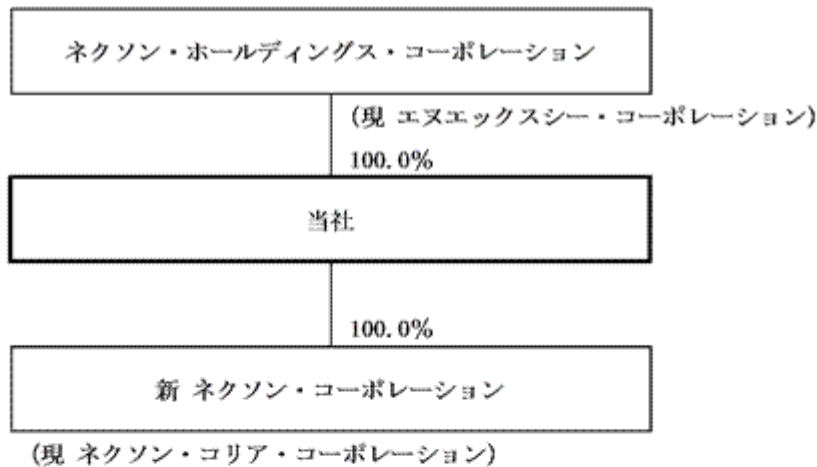 ネクソン・ホールディングス・コーポレーション
(現 エヌエックスシー・コーポレーション)
100.0%
当社
100.0%
新 ネクソン・コーポレーション
(現 ネクソン・コリア・コーポレーション)